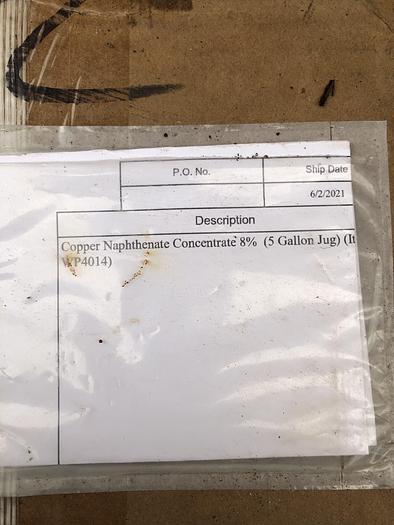 P.O. No.
Ship Date
6/2/2021
Description
Copper Naphthenate Concentrate 8% (5 Gallon Jug) (It
WP4014)